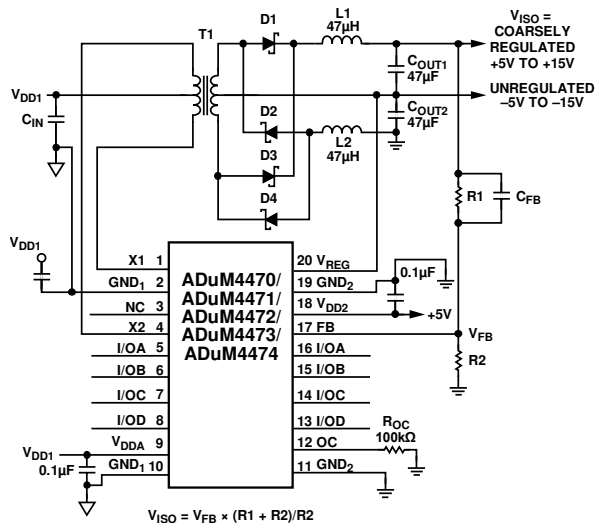 D1
L1
47µH
V_ISO =
COARSELY
REGULATED
+5V TO +15V
T1
C_OUT1
47µF
V_DD1
UNREGULATED
–5V TO –15V
C_IN
C_OUT2
47µF
D2
L2
47µH
D3
R1
C_FB
D4
V_DD1
X1 1
GND_1 2
NC 3
X2 4
I/OA 5
I/OB 6
I/OC 7
I/OD 8
V_DDA 9
GND_1 10
ADuM4470/
ADuM4471/
ADuM4472/
ADuM4473/
ADuM4474
20 V_REG
19 GND_2
18 V_DD2
17 FB
16 I/OA
15 I/OB
14 I/OC
13 I/OD
12 OC
11 GND_2
0.1µF
+5V
V_FB
R2
R_OC
100kΩ
V_DD1
0.1µF
V_ISO = V_FB × (R1 + R2)/R2